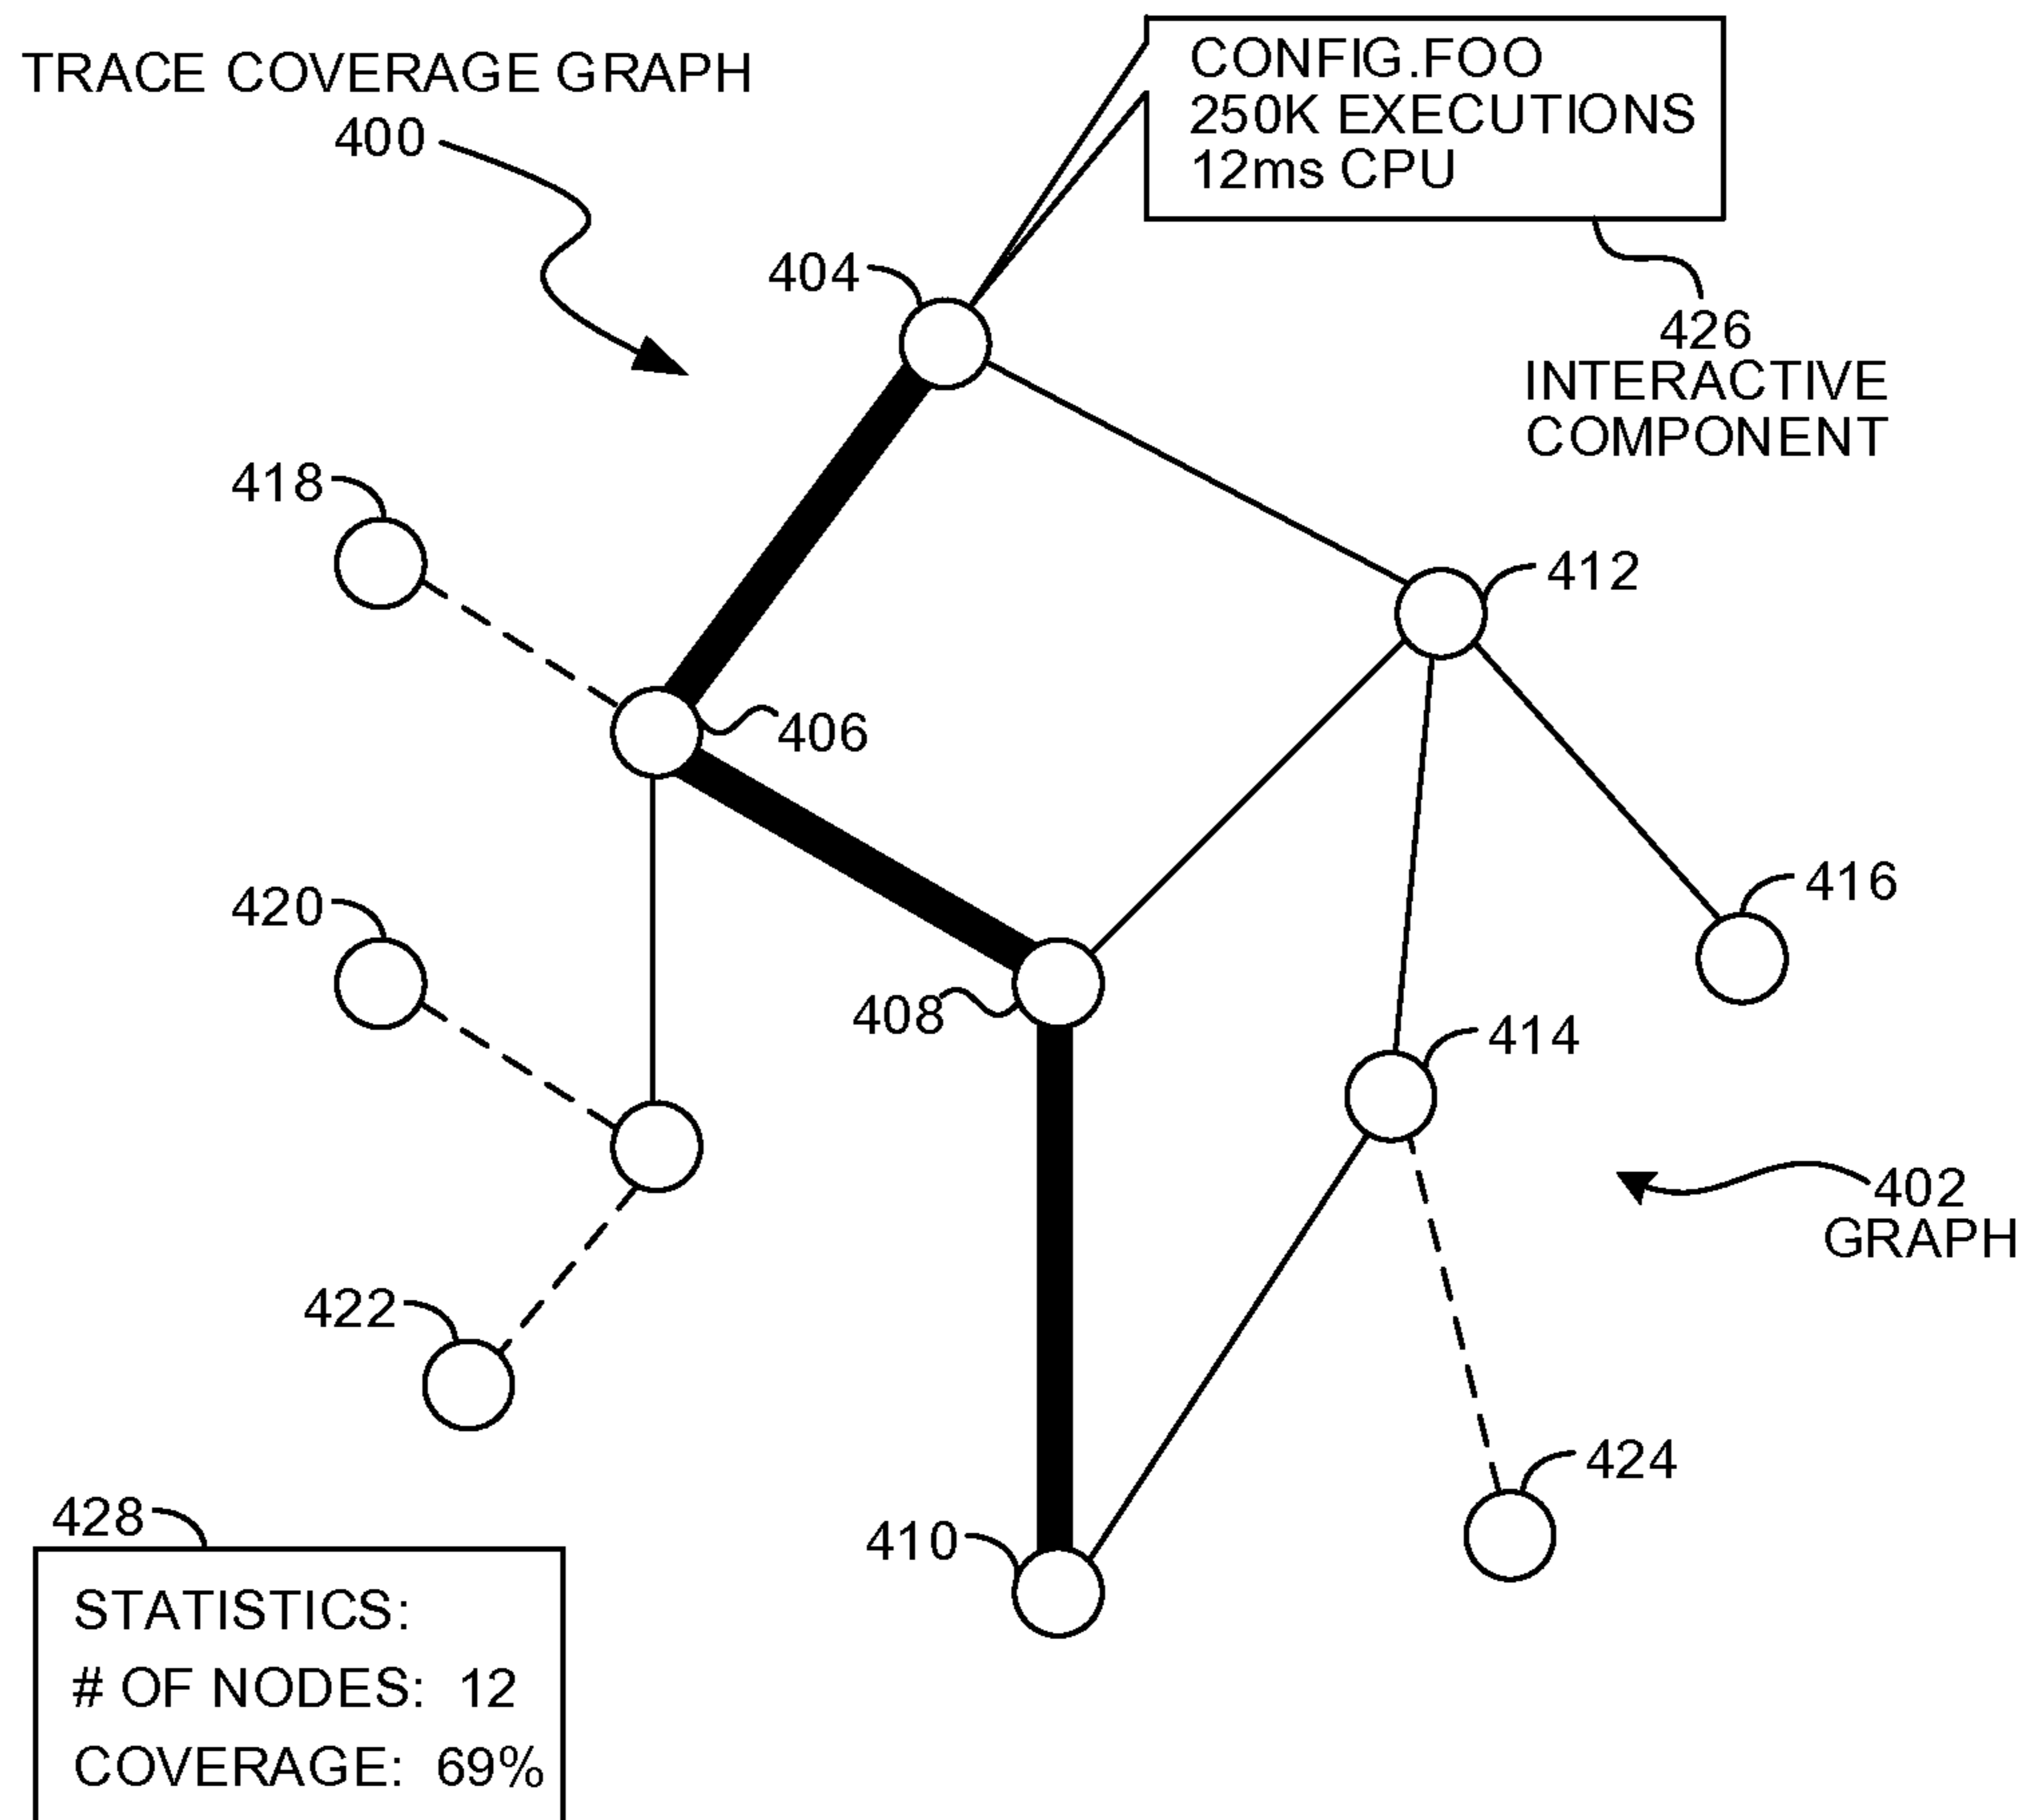 TRACE COVERAGE GRAPH
400
CONFIG.FOO
250K EXECUTIONS
12ms CPU
404
426
INTERACTIVE
COMPONENT
418
412
406
416
420
408
414
402
GRAPH
422
424
410
428
STATISTICS:
# OF NODES: 12
COVERAGE: 69%